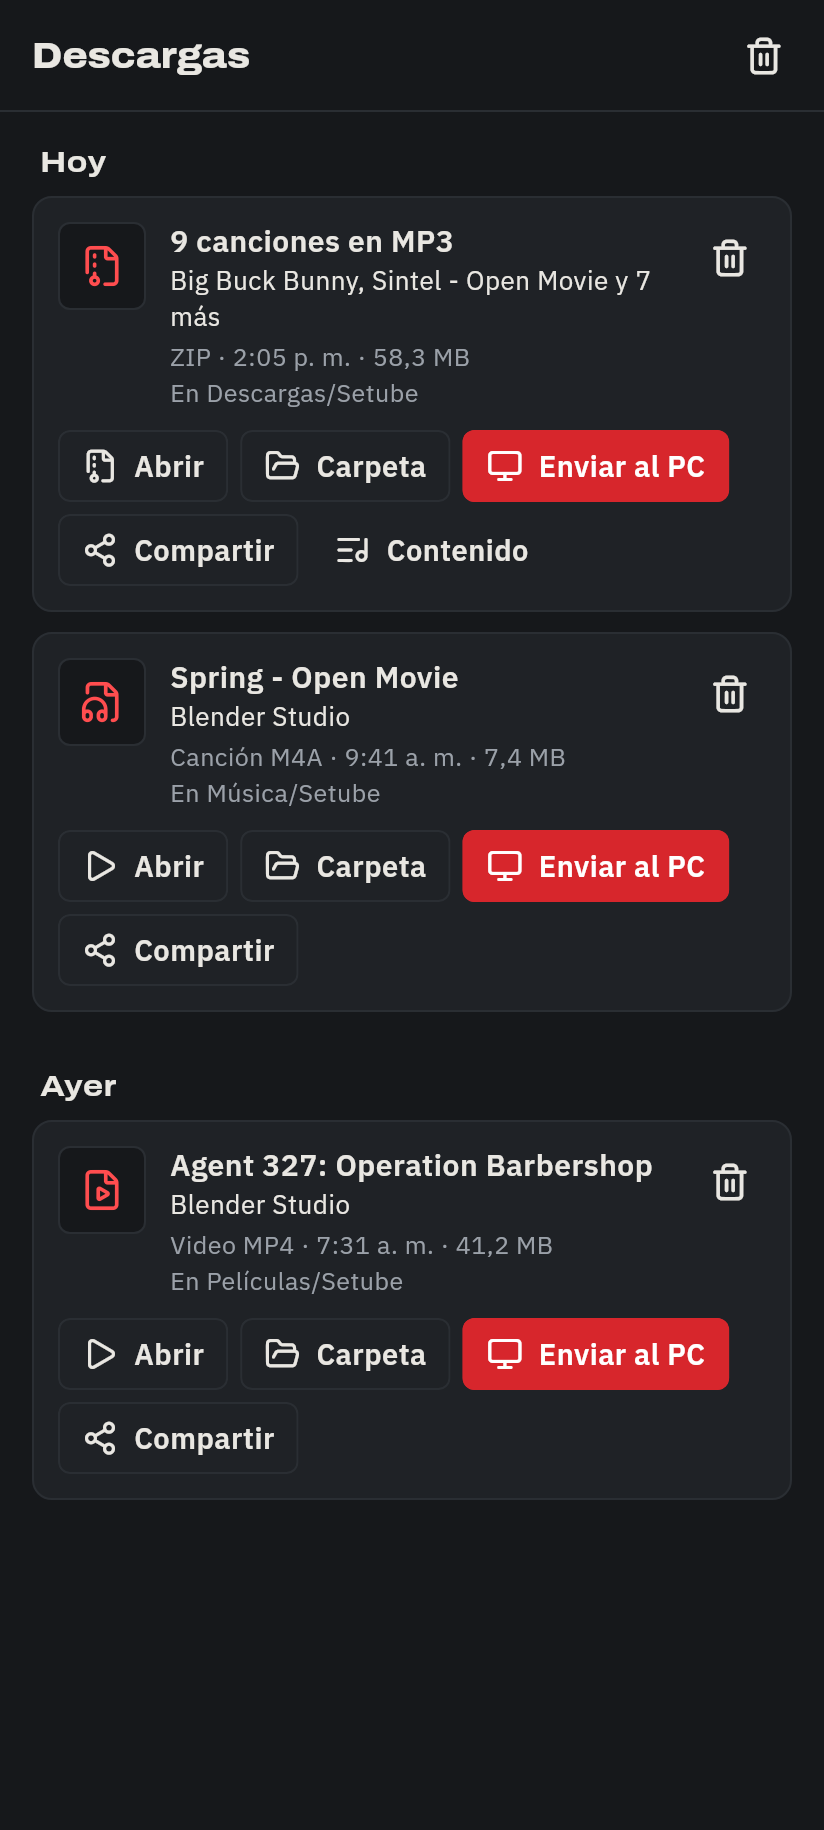 Descargas
Hoy
9 canciones en MP3
Big Buck Bunny, Sintel - Open Movie y 7
más
ZIP · 2:05 p. m. · 58,3 MB
En Descargas/Setube
Abrir Carpeta Enviar al PC
Compartir Contenido
Spring - Open Movie
Blender Studio
Canción M4A · 9:41 a. m. · 7,4 MB
En Música/Setube
Abrir Carpeta Enviar al PC
Compartir
Ayer
Agent 327: Operation Barbershop
Blender Studio
Video MP4 · 7:31 a. m. · 41,2 MB
En Películas/Setube
Abrir Carpeta Enviar al PC
Compartir